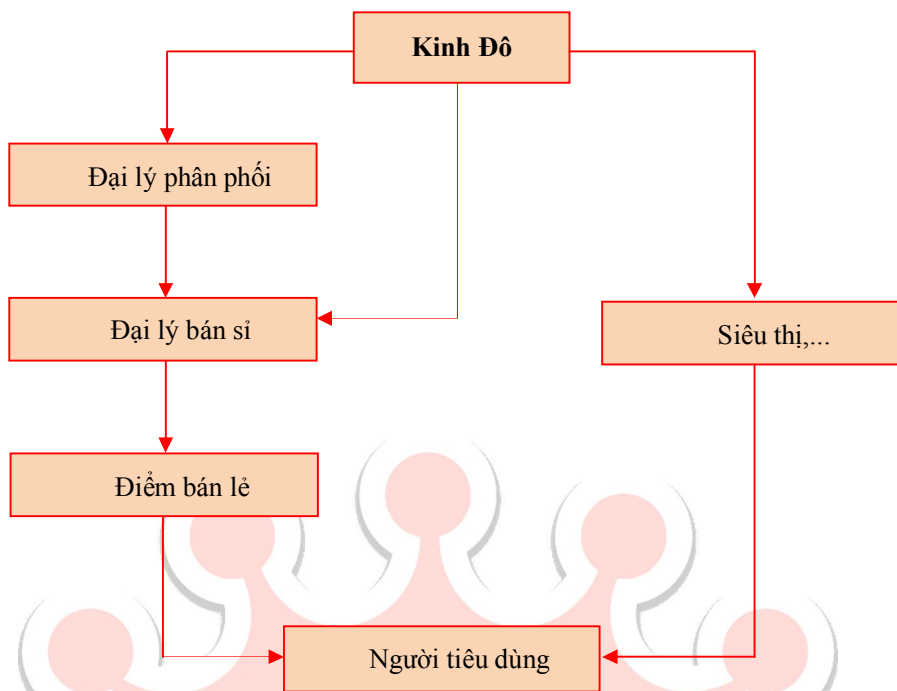 Kinh Đô
Đại lý phân phối
Đại lý bán sỉ
Siêu thị,...
Điểm bán lẻ
Người tiêu dùng